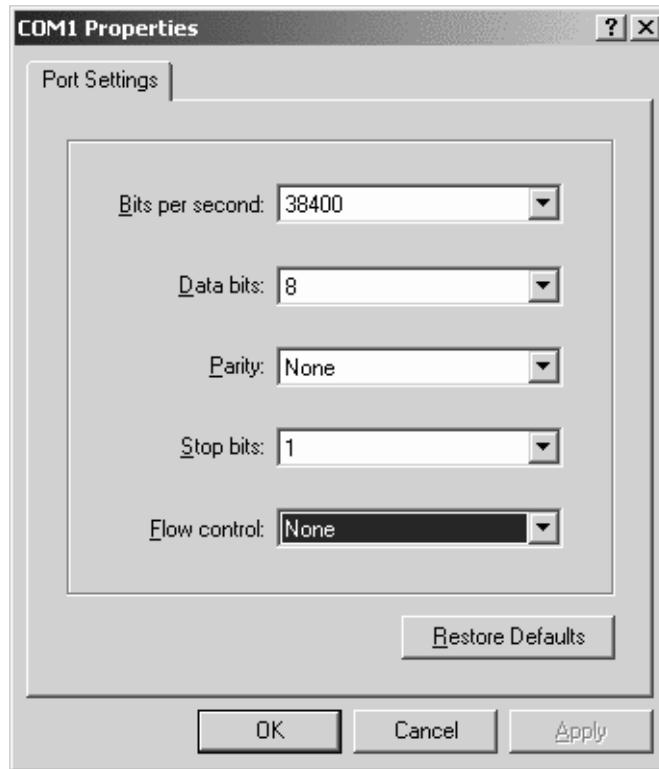 COM1 Properties
Port Settings
Bits per second: 38400
Data bits: 8
Parity: None
Stop bits: 1
Flow control: None
Restore Defaults
OK Cancel Apply